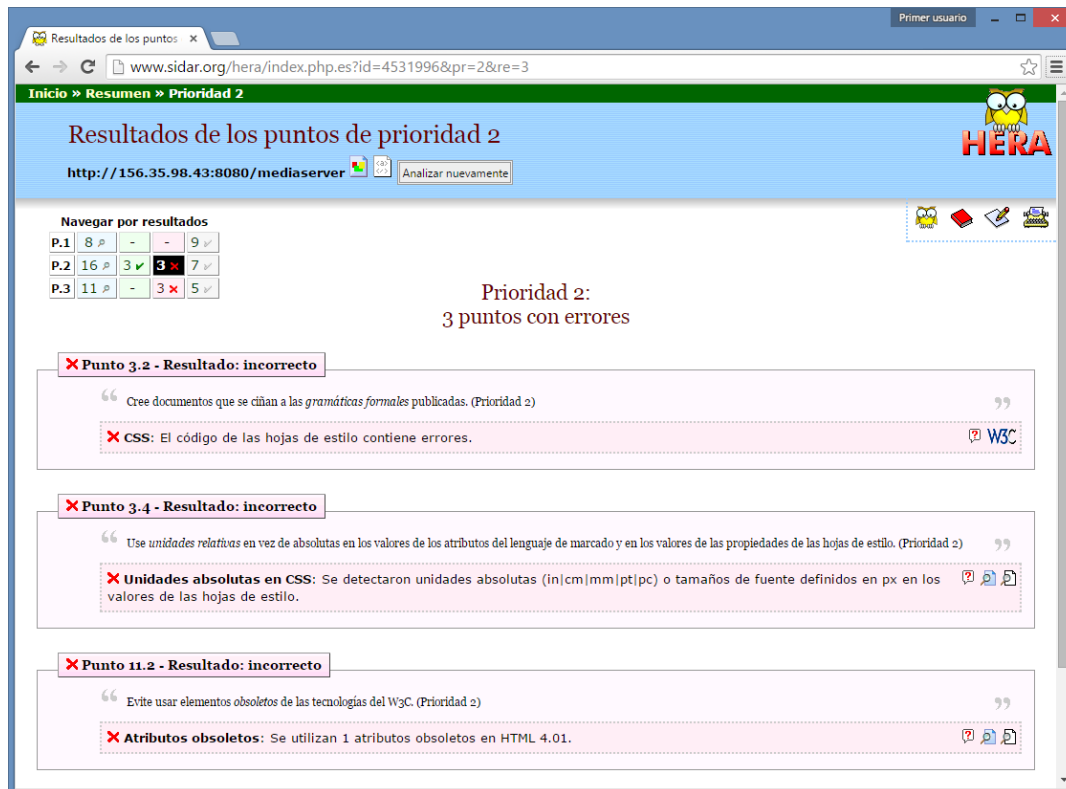 Primer usuario
Resultados de los puntos
www.sidar.org/hera/index.php.es?id=4531996&pr=2&re=3
Inicio » Resumen » Prioridad 2
Resultados de los puntos de prioridad 2
HERA
http://156.35.98.43:8080/mediaserver Analizar nuevamente
Navegar por resultados
P.1 8 - - 9
P.2 16 3 3 7
P.3 11 - 3 5
Prioridad 2:
3 puntos con errores
Punto 3.2 - Resultado: incorrecto
“ Cree documentos que se ciñan a las gramáticas formales publicadas. (Prioridad 2) ”
CSS: El código de las hojas de estilo contiene errores. W3C
Punto 3.4 - Resultado: incorrecto
“ Use unidades relativas en vez de absolutas en los valores de los atributos del lenguaje de marcado y en los valores de las propiedades de las hojas de estilo. (Prioridad 2) ”
Unidades absolutas en CSS: Se detectaron unidades absolutas (in|cm|mm|pt|pc) o tamaños de fuente definidos en px en los
valores de las hojas de estilo.
Punto 11.2 - Resultado: incorrecto
“ Evite usar elementos obsoletos de las tecnologías del W3C. (Prioridad 2) ”
Atributos obsoletos: Se utilizan 1 atributos obsoletos en HTML 4.01.